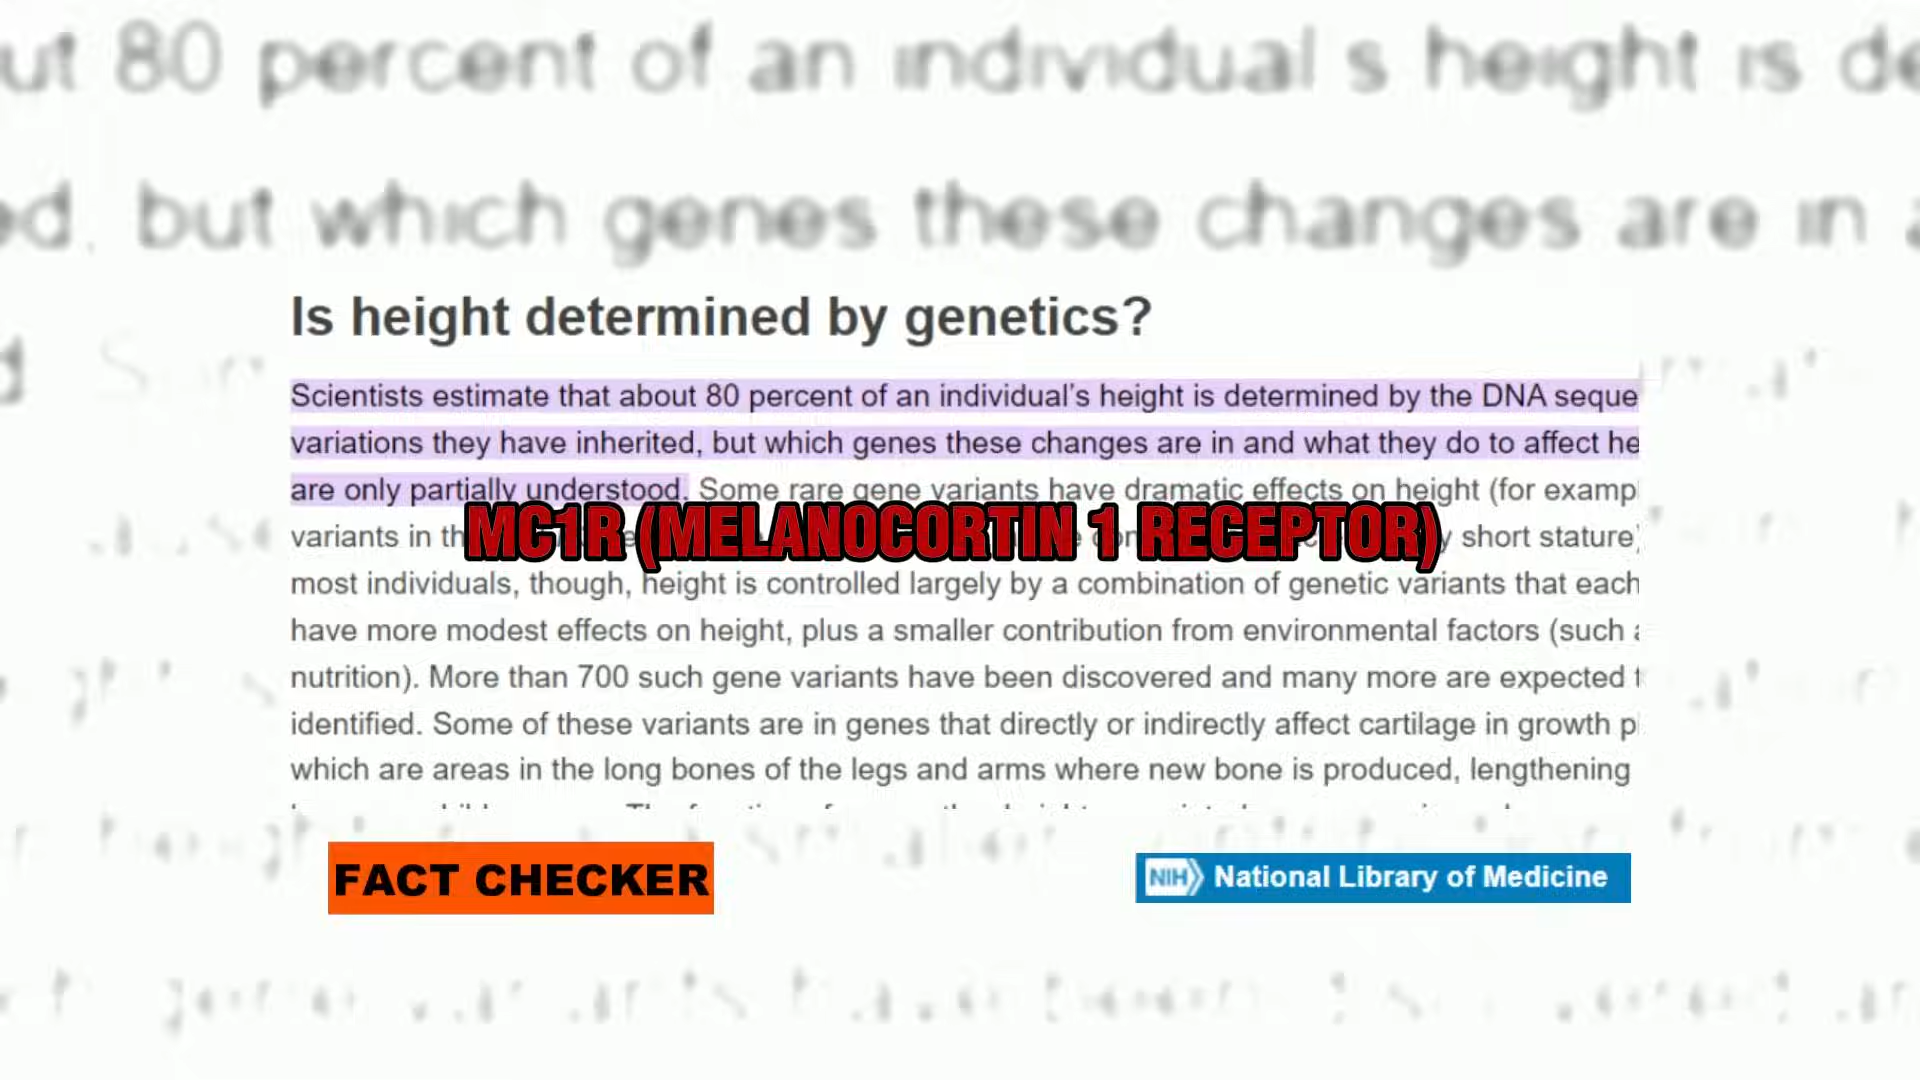 ut 80 percent of an individual s height is de
ed, but which genes these changes are in a
Is height determined by genetics?
Scientists estimate that about 80 percent of an individual's height is determined by the DNA seque
variations they have inherited, but which genes these changes are in and what they do to affect he
are only partially understood. Some rare gene variants have dramatic effects on height (for examp
variants in th
MC1R (MELANOCORTIN 1 RECEPTOR)
short stature)
most individuals, though, height is controlled largely by a combination of genetic variants that each
have more modest effects on height, plus a smaller contribution from environmental factors (such a
nutrition). More than 700 such gene variants have been discovered and many more are expected t
identified. Some of these variants are in genes that directly or indirectly affect cartilage in growth p
which are areas in the long bones of the legs and arms where new bone is produced, lengthening
FACT CHECKER
NIH National Library of Medicine